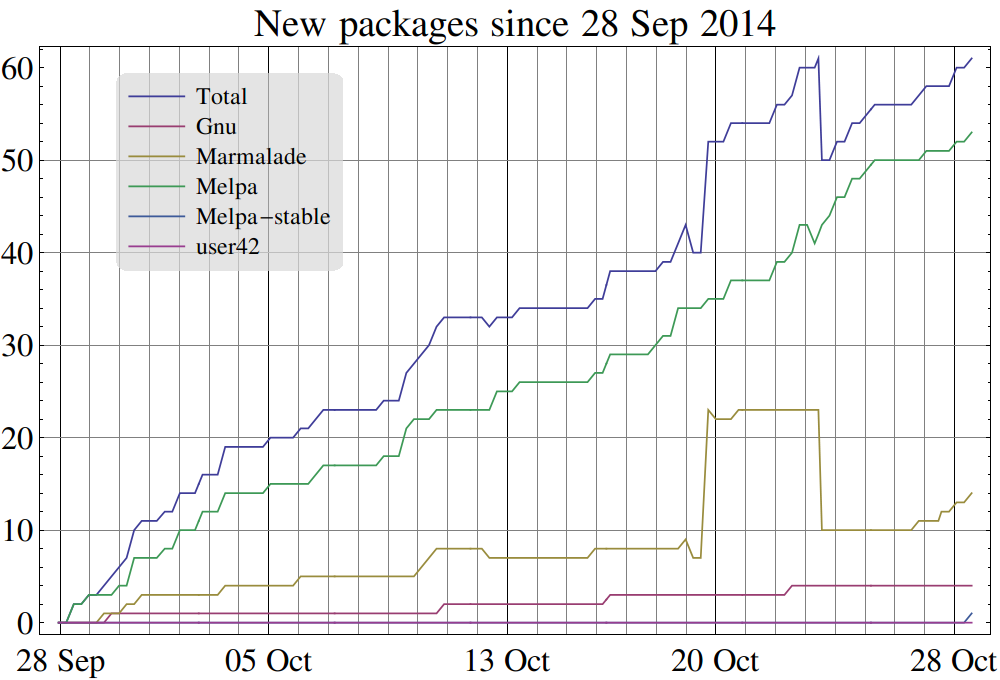 New packages since 28 Sep 2014
60
50
40
30
20
10
0
Total
Gnu
Marmalade
Melpa
Melpa-stable
user42
28 Sep 05 Oct 13 Oct 20 Oct 28 Oct